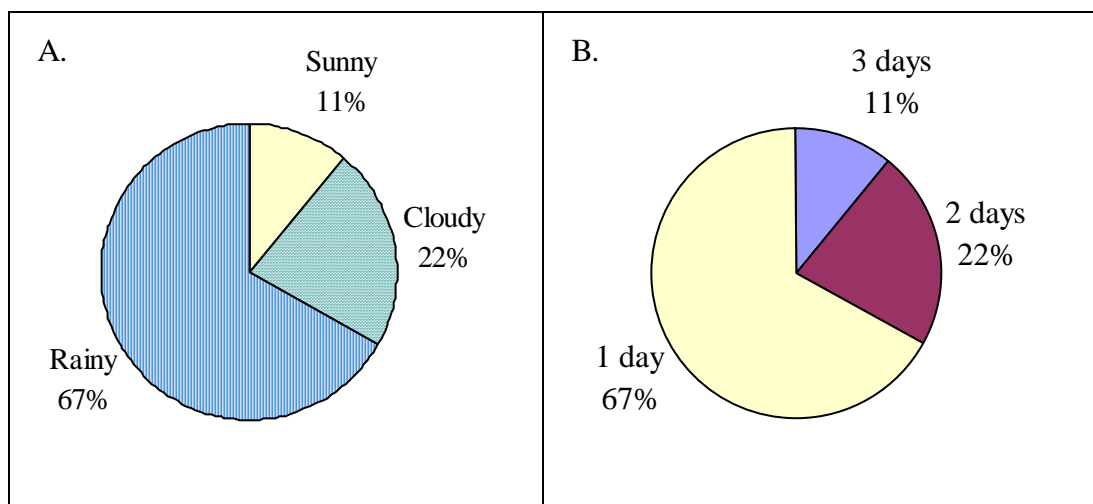 A.
Sunny
11%
Cloudy
22%
Rainy
67%
B.
3 days
11%
2 days
22%
1 day
67%